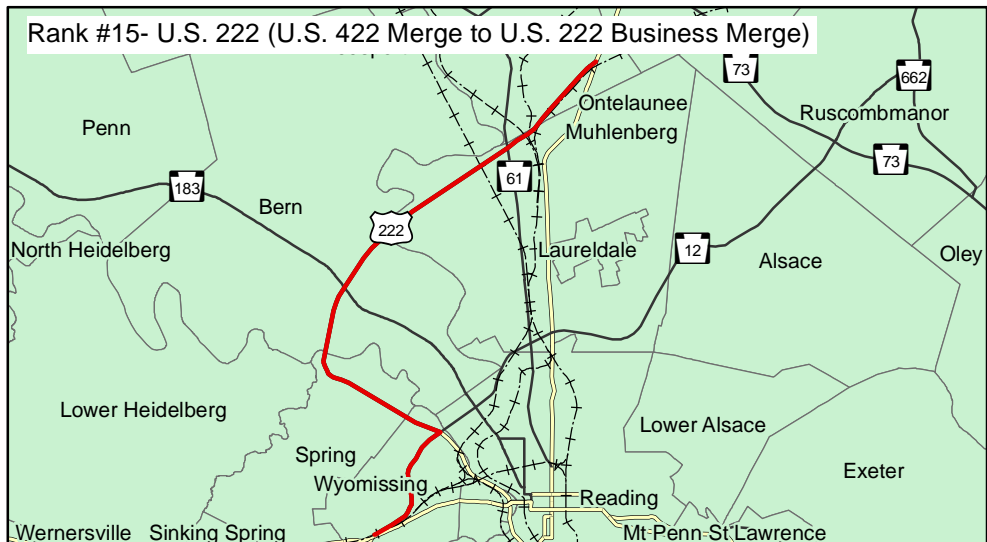 Rank #15- U.S. 222 (U.S. 422 Merge to U.S. 222 Business Merge)
73
662
Ontelaunee
Ruscombmanor
Penn
Muhlenberg
73
61
183
Bern
222
North Heidelberg
Laureldale
12
Alsace
Oley
Lower Heidelberg
Lower Alsace
Spring
Exeter
Wyomissing
Reading
Wernersville
Sinking Spring
Mt Penn
St Lawrence